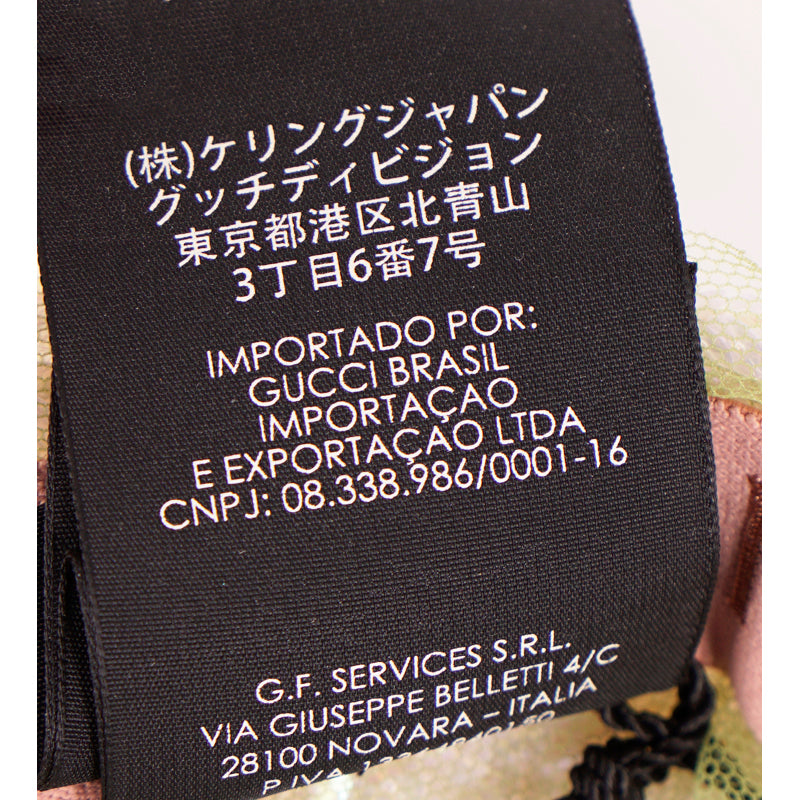 (株)ケリングジャパン
グッチディビジョン
東京都港区北青山
3丁目6番7号
IMPORTADO POR:
GUCCI BRASIL
IMPORTAÇAO
E EXPORTAÇAO LTDA
CNPJ: 08.338.986/0001-16
G.F. SERVICES S.R.L.
VIA GIUSEPPE BELLETTI 4/C
28100 NOVARA – ITALIA
P.IVA